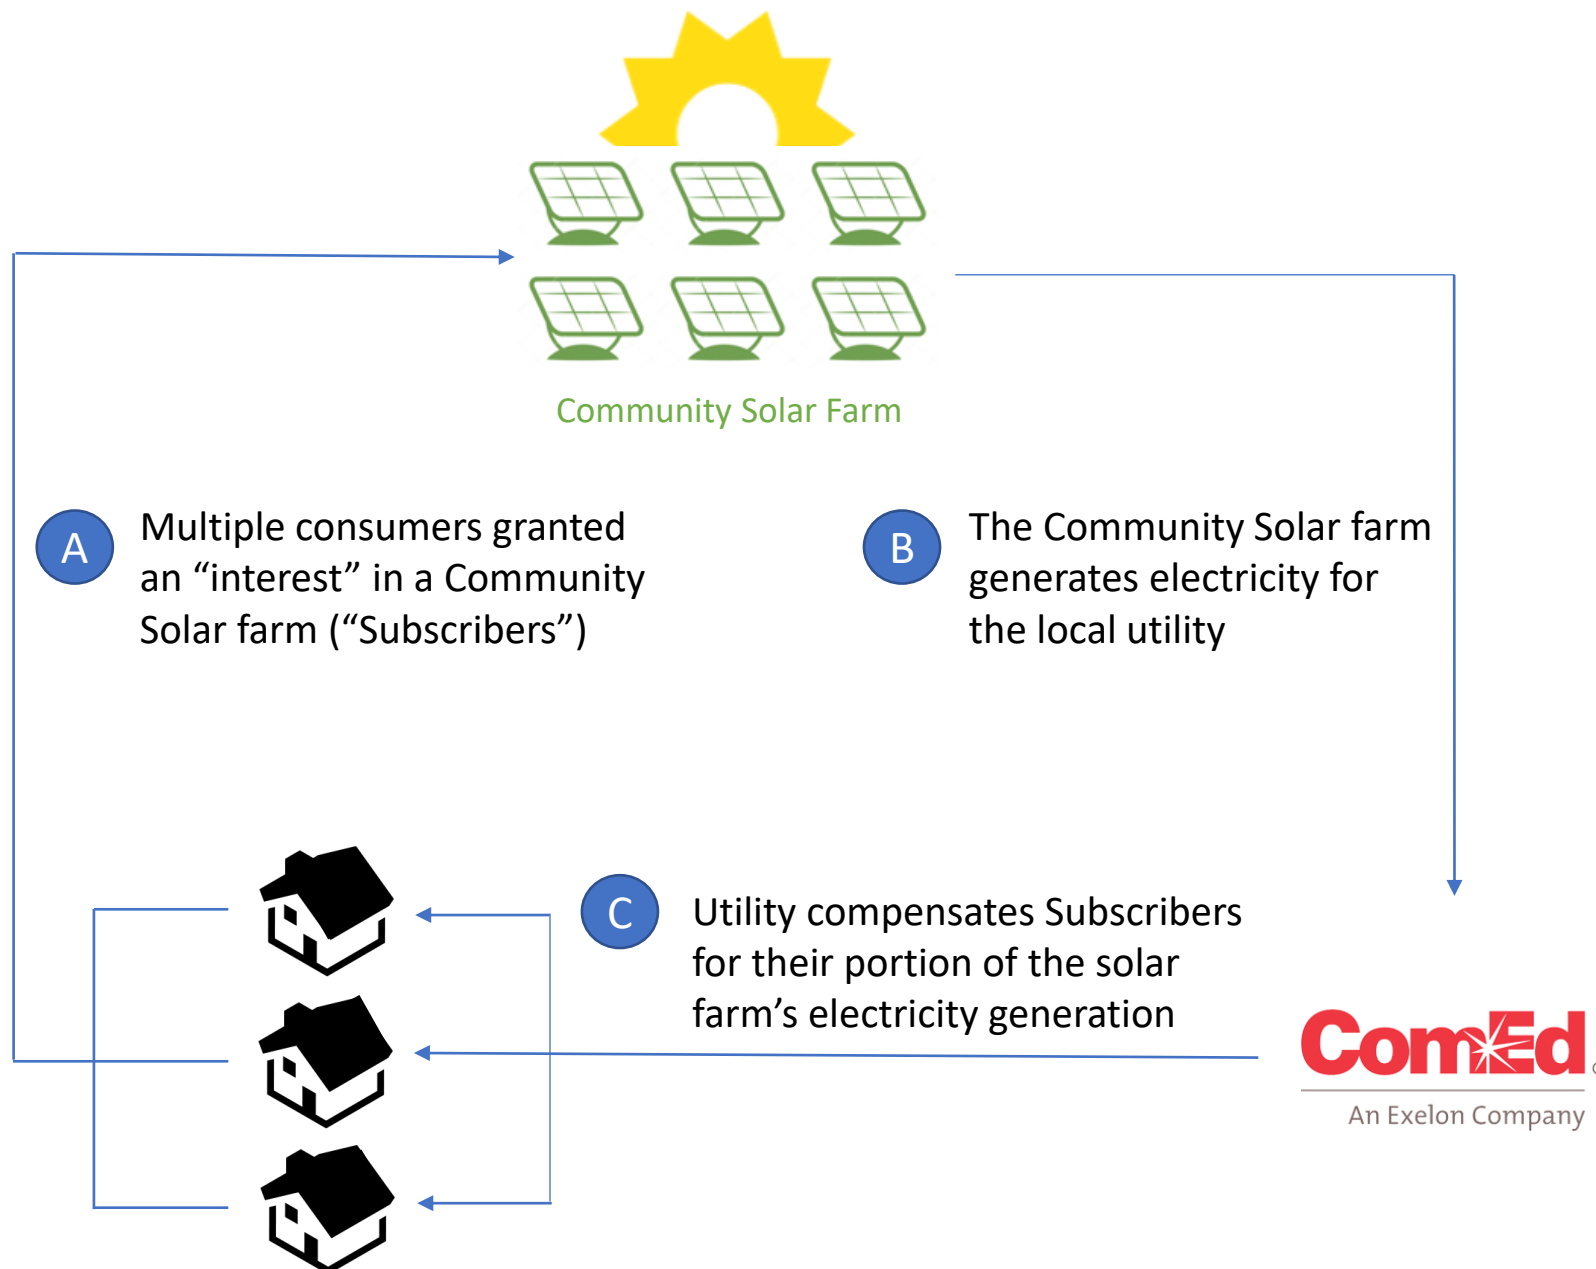 Community Solar Farm
A
Multiple consumers granted
an “interest” in a Community
Solar farm (“Subscribers”)
B
The Community Solar farm
generates electricity for
the local utility
C
Utility compensates Subscribers
for their portion of the solar
farm’s electricity generation
ComEd
An Exelon Company